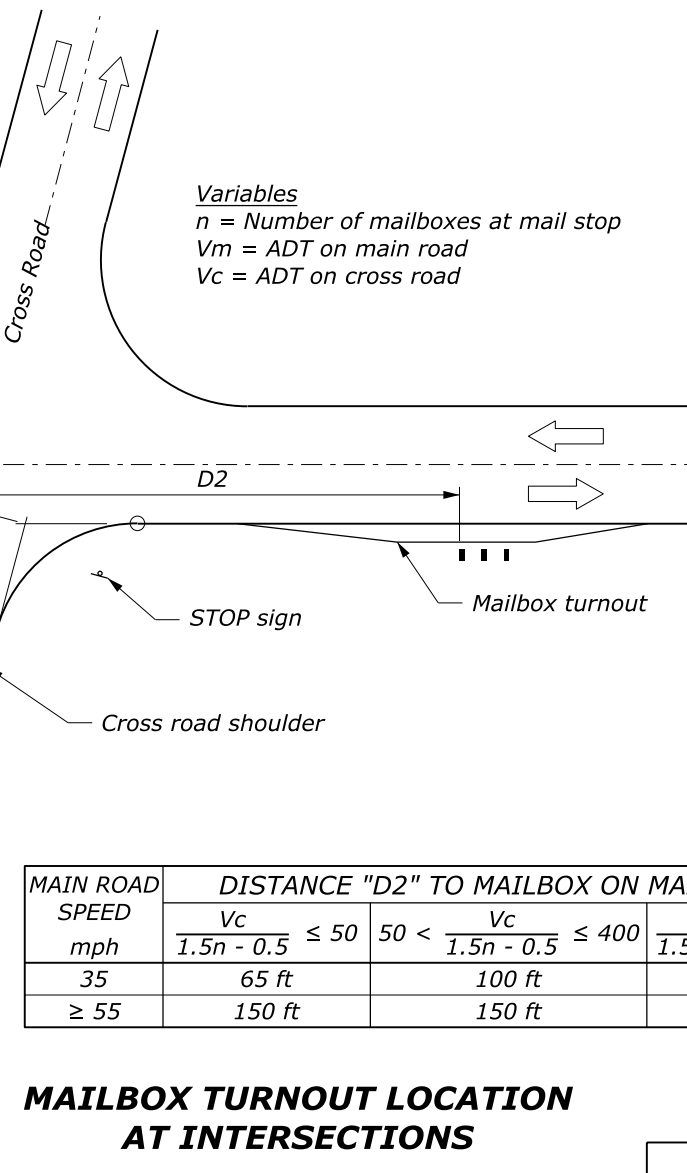 Variables
n = Number of mailboxes at mail stop
Vm = ADT on main road
Vc = ADT on cross road
Cross Road
D2
Mailbox turnout
STOP sign
Cross road shoulder
MAIN ROAD SPEED mph
DISTANCE "D2" TO MAILBOX ON MA
Vc / 1.5n - 0.5 ≤ 50
50 < Vc / 1.5n - 0.5 ≤ 400
1.5
35 65 ft 100 ft
≥ 55 150 ft 150 ft
MAILBOX TURNOUT LOCATION
AT INTERSECTIONS